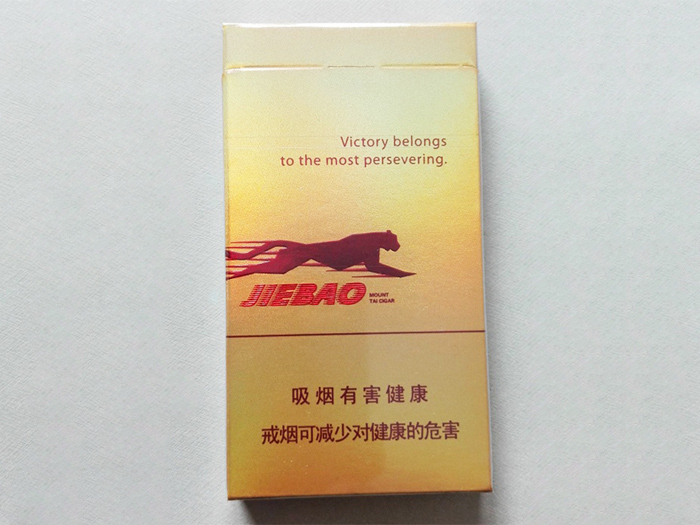 Victory belongs
to the most persevering.
JIEBAO
MOUNT
TAI CIGAR
吸烟有害健康
戒烟可减少对健康的危害